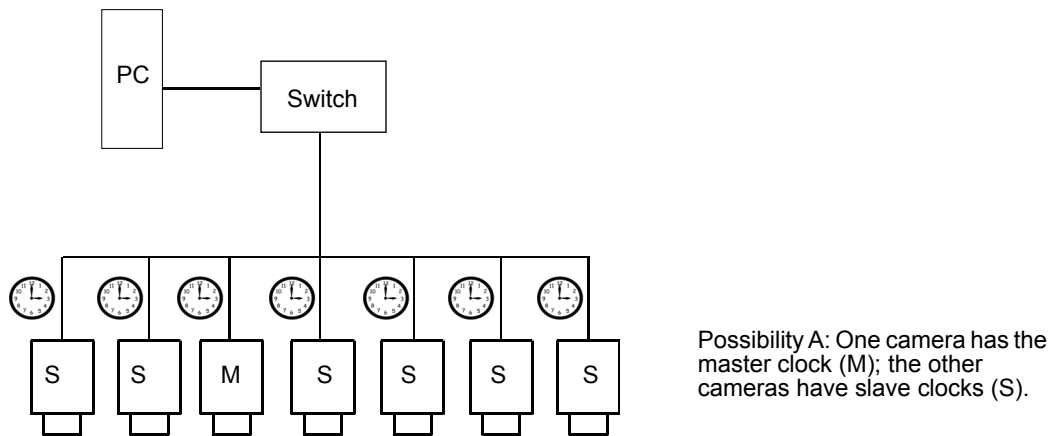 PC
Switch
S S M S S S S
Possibility A: One camera has the
master clock (M); the other
cameras have slave clocks (S).